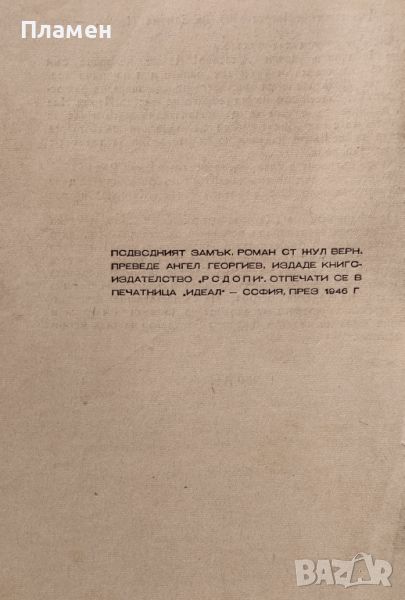 Пламен
ПОДВОДНИЯТ ЗАМЪК. РОМАН ОТ ЖУЛ ВЕРН.
ПРЕВЕДЕ АНГЕЛ ГЕОРГИЕВ. ИЗДАДЕ КНИГО-
ИЗДАТЕЛСТВО „РОДОПИ“. ОТПЕЧАТИ СЕ В
ПЕЧАТНИЦА „ИДЕАЛ“ — СОФИЯ, ПРЕЗ 1946 Г
BAZAR